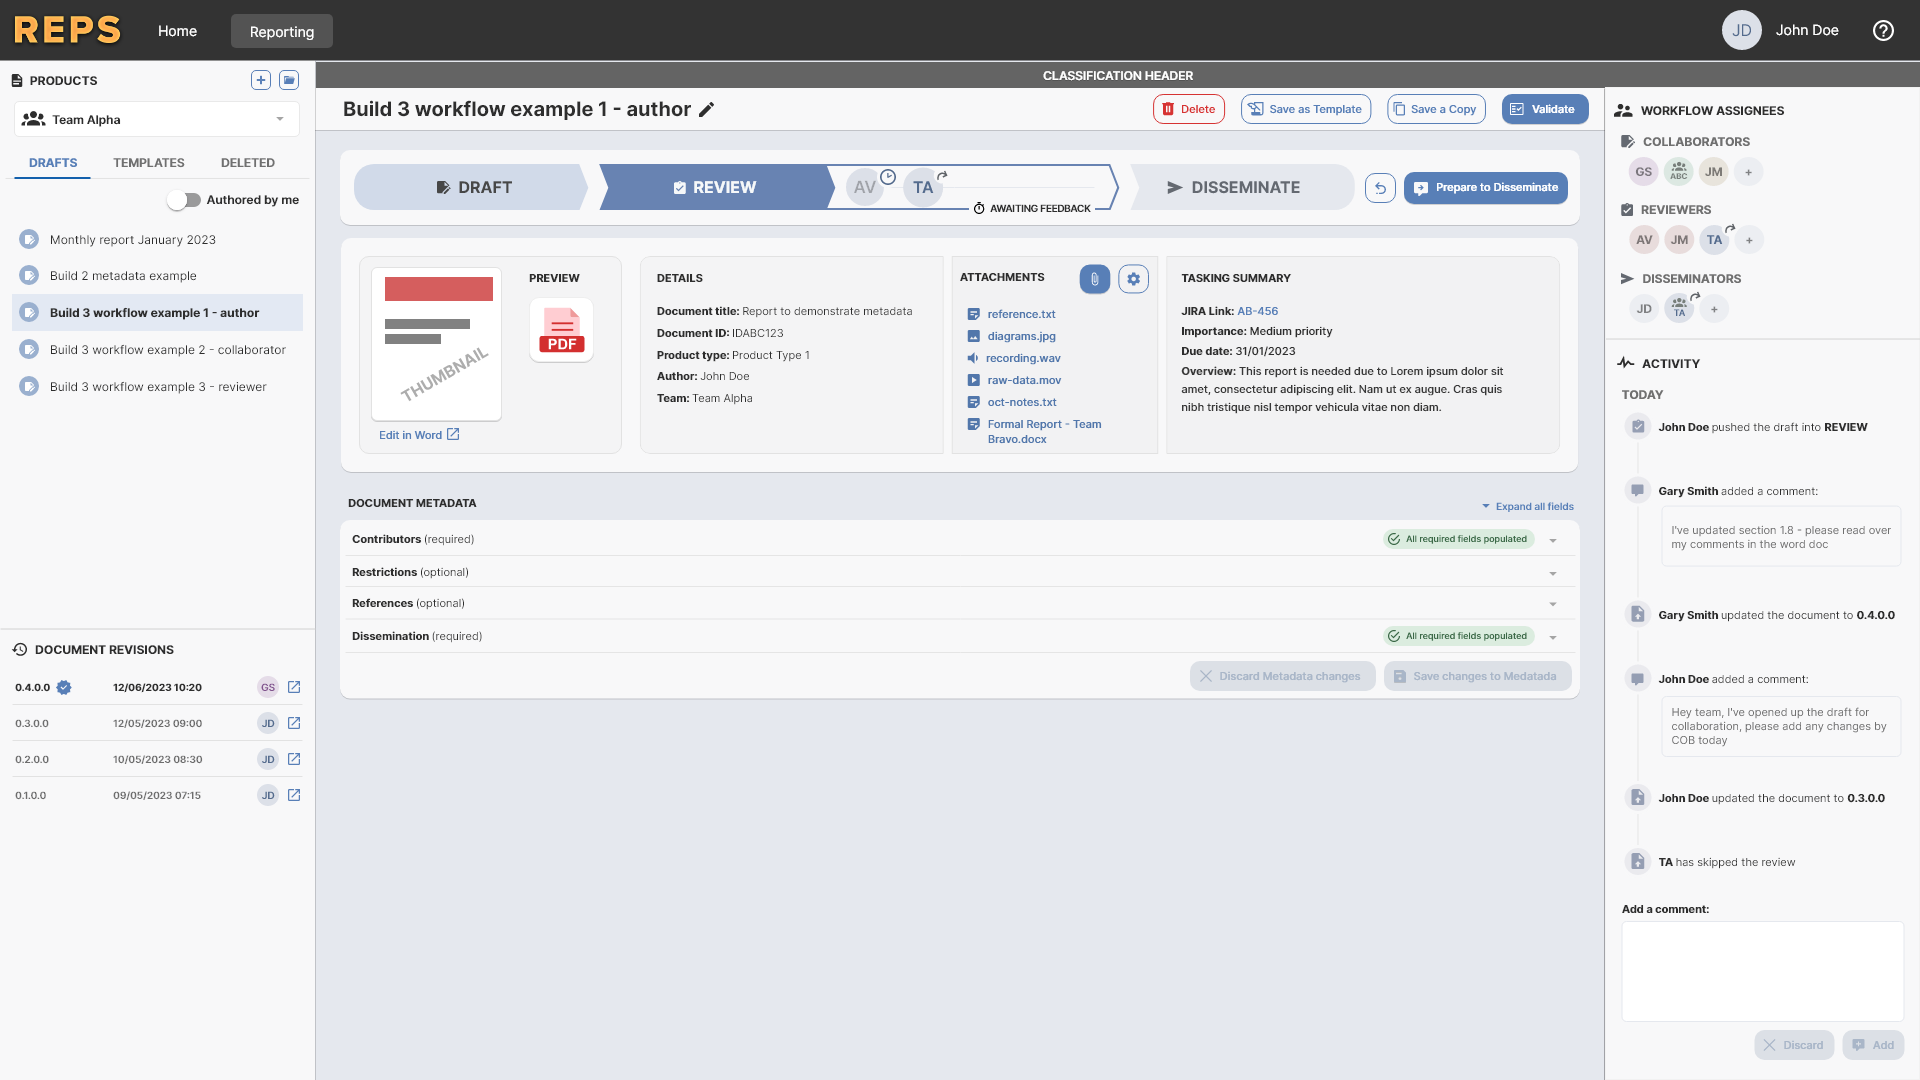 REPS
Home
Reporting
JD
John Doe
PRODUCTS
Team Alpha
DRAFTS
TEMPLATES
DELETED
Authored by me
Monthly report January 2023
Build 2 metadata example
Build 3 workflow example 1 - author
Build 3 workflow example 2 - collaborator
Build 3 workflow example 3 - reviewer
DOCUMENT REVISIONS
0.4.0.0 12/06/2023 10:20 GS
0.3.0.0 12/05/2023 09:00 JD
0.2.0.0 10/05/2023 08:30 JD
0.1.0.0 09/05/2023 07:15 JD
CLASSIFICATION HEADER
Build 3 workflow example 1 - author
Delete
Save as Template
Save a Copy
Validate
DRAFT
REVIEW
AV
TA
AWAITING FEEDBACK
DISSEMINATE
Prepare to Disseminate
THUMBNAIL
Edit in Word
PREVIEW
PDF
DETAILS
Document title: Report to demonstrate metadata
Document ID: IDABC123
Product type: Product Type 1
Author: John Doe
Team: Team Alpha
ATTACHMENTS
reference.txt
diagrams.jpg
recording.wav
raw-data.mov
oct-notes.txt
Formal Report - Team
Bravo.docx
TASKING SUMMARY
JIRA Link: AB-456
Importance: Medium priority
Due date: 31/01/2023
Overview: This report is needed due to Lorem ipsum dolor sit
amet, consectetur adipiscing elit. Nam ut ex augue. Cras quis
nibh tristique nisl tempor vehicula vitae non diam.
DOCUMENT METADATA
Expand all fields
Contributors (required)
All required fields populated
Restrictions (optional)
References (optional)
Dissemination (required)
All required fields populated
Discard Metadata changes
Save changes to Medatada
WORKFLOW ASSIGNEES
COLLABORATORS
GS
ABC
JM
+
REVIEWERS
AV
JM
TA
+
DISSEMINATORS
JD
TA
+
ACTIVITY
TODAY
John Doe pushed the draft into REVIEW
Gary Smith added a comment:
I've updated section 1.8 - please read over
my comments in the word doc
Gary Smith updated the document to 0.4.0.0
John Doe added a comment:
Hey team, I've opened up the draft for
collaboration, please add any changes by
COB today
John Doe updated the document to 0.3.0.0
TA has skipped the review
Add a comment:
Discard
Add